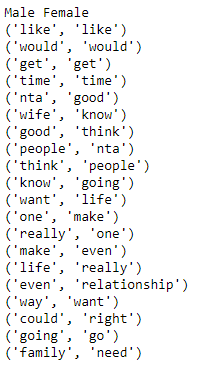 Male Female
('like', 'like')
('would', 'would')
('get', 'get')
('time', 'time')
('nta', 'good')
('wife', 'know')
('good', 'think')
('people', 'nta')
('think', 'people')
('know', 'going')
('want', 'life')
('one', 'make')
('really', 'one')
('make', 'even')
('life', 'really')
('even', 'relationship')
('way', 'want')
('could', 'right')
('going', 'go')
('family', 'need')